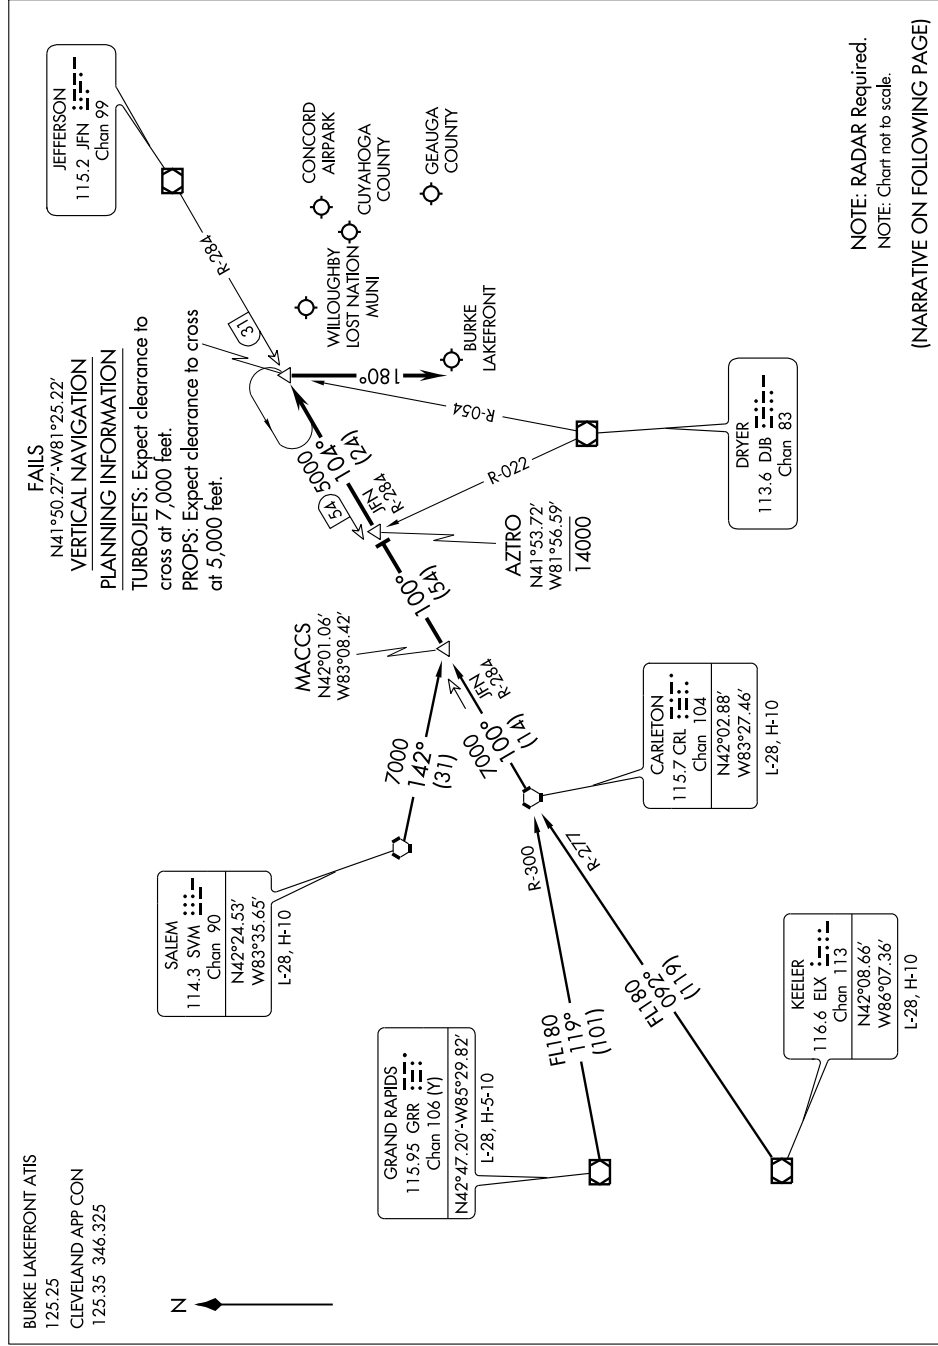 BURKE LAKEFRONT ATIS
125.25
CLEVELAND APP CON
125.35 346.325
N
FAILS
N41°50.27'-W81°25.22'
VERTICAL NAVIGATION
PLANNING INFORMATION
TURBOJETS: Expect clearance to
cross at 7,000 feet.
PROPS: Expect clearance to cross
at 5,000 feet.
JEFFERSON
115.2 JFN
Chan 99
R-284
31
CONCORD
AIRPARK
CUYAHOGA
COUNTY
GEAUGA
COUNTY
WILLOUGHBY
LOST NATION
MUNI
BURKE
LAKEFRONT
180°
R-054
R-022
5000
104°
(24)
54
JFN
R-284
AZTRO
N41°53.72'
W81°56.59'
14000
DRYER
113.6 DJB
Chan 83
100°
(54)
MACCS
N42°01.06'
W83°08.42'
JFN
R-284
7000
100°
(14)
7000
142°
(31)
SALEM
114.3 SVM
Chan 90
N42°24.53'
W83°35.65'
L-28, H-10
CARLETON
115.7 CRL
Chan 104
N42°02.88'
W83°27.46'
L-28, H-10
R-300
R-277
FL180
119°
(101)
FL180
092°
(119)
GRAND RAPIDS
115.95 GRR
Chan 106 (Y)
N42°47.20'-W85°29.82'
L-28, H-5-10
KEELER
116.6 ELX
Chan 113
N42°08.66'
W86°07.36'
L-28, H-10
NOTE: RADAR Required.
NOTE: Chart not to scale.
(NARRATIVE ON FOLLOWING PAGE)